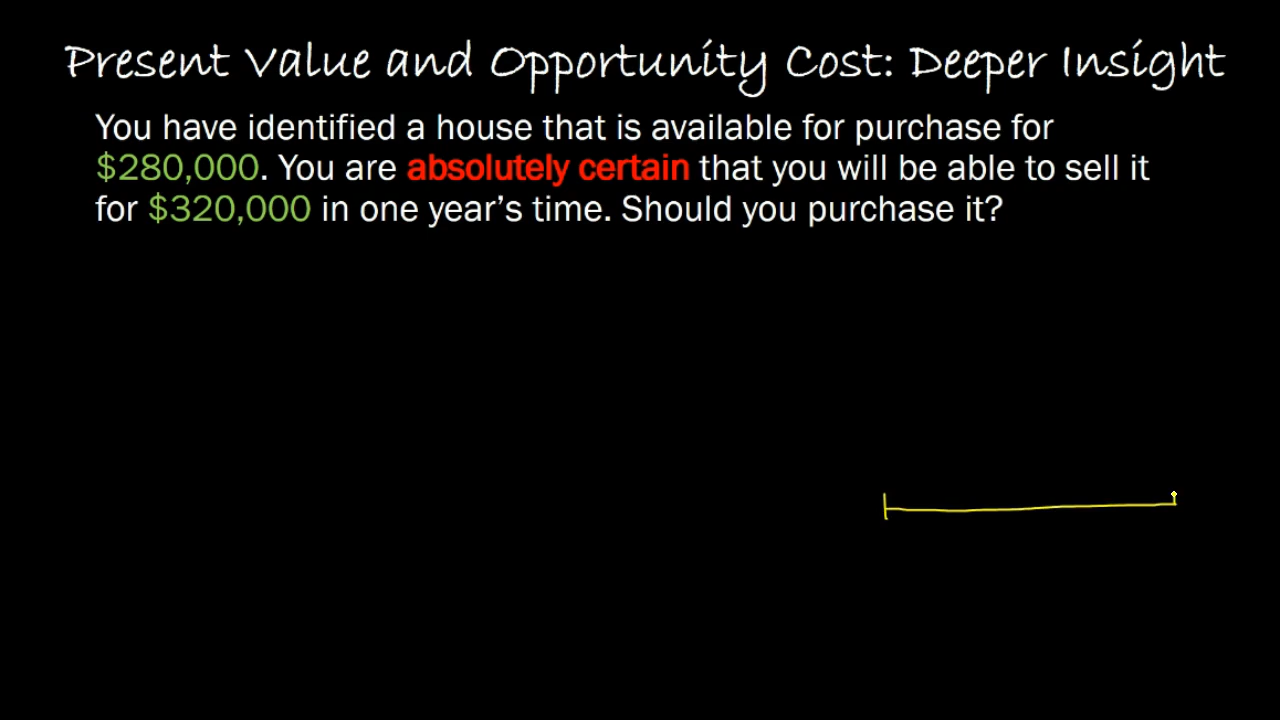 Present Value and Opportunity Cost: Deeper Insight
You have identified a house that is available for purchase for
$280,000. You are absolutely certain that you will be able to sell it
for $320,000 in one year’s time. Should you purchase it?